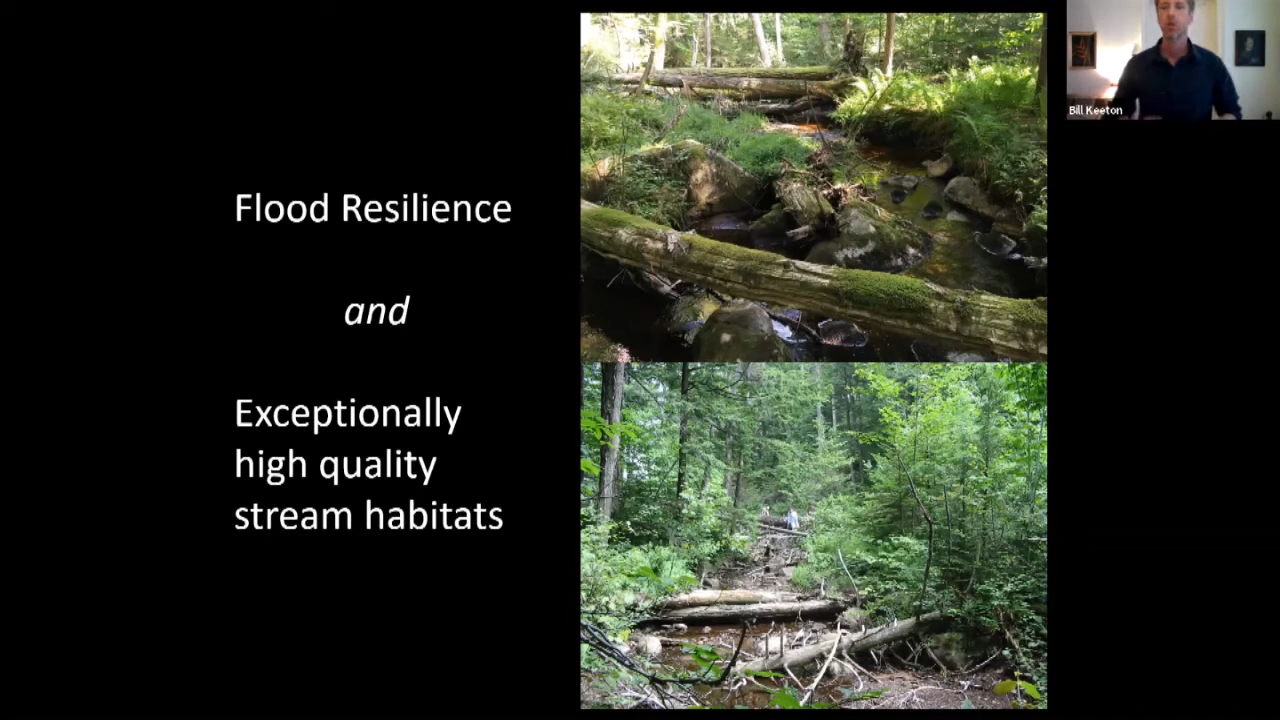 Flood Resilience
and
Exceptionally
high quality
stream habitats
Bill Keeton